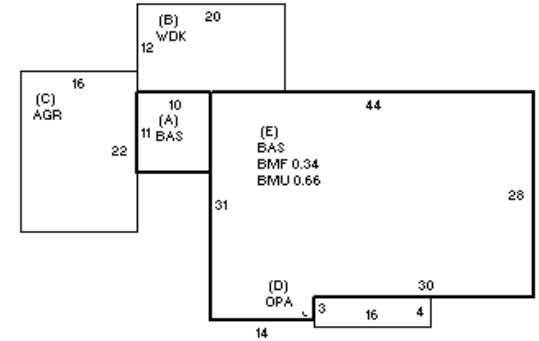 (B)
20
WDK
12
16
(C)
AGR
22
10
(A)
11 BAS
44
(E)
BAS
BMF 0.34
BMU 0.66
31
28
(D)
OPA
30
3
16
4
14